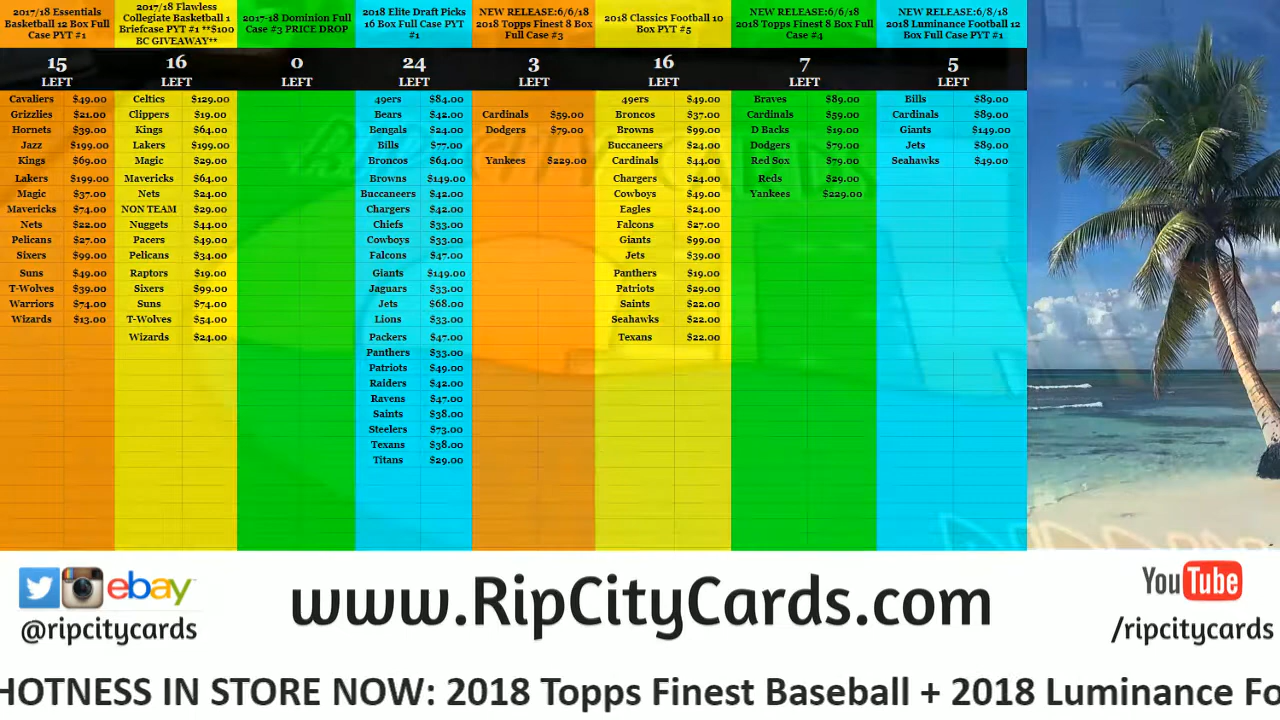 2017/18 Essentials Basketball 12 Box Full Case PYT #1
15
LEFT
Cavaliers $49.00
Grizzlies $21.00
Hornets $39.00
Jazz $199.00
Kings $69.00
Lakers $199.00
Magic $37.00
Mavericks $74.00
Nets $22.00
Pelicans $27.00
Sixers $99.00
Suns $49.00
T-Wolves $39.00
Warriors $74.00
Wizards $13.00
2017/18 Flawless Collegiate Basketball 1 Briefcase PYT #1 **$100 BC GIVEAWAY**
16
LEFT
Celtics $129.00
Clippers $19.00
Kings $64.00
Lakers $199.00
Magic $29.00
Mavericks $64.00
Nets $24.00
NON TEAM $29.00
Nuggets $44.00
Pacers $49.00
Pelicans $34.00
Raptors $19.00
Sixers $99.00
Suns $74.00
T-Wolves $54.00
Wizards $24.00
2017-18 Dominion Full Case #3 PRICE DROP
0
LEFT
2018 Elite Draft Picks 16 Box Full Case PYT #1
24
LEFT
49ers $84.00
Bears $42.00
Bengals $24.00
Bills $77.00
Broncos $64.00
Browns $149.00
Buccaneers $42.00
Chargers $42.00
Chiefs $33.00
Cowboys $33.00
Falcons $47.00
Giants $149.00
Jaguars $33.00
Jets $68.00
Lions $33.00
Packers $47.00
Panthers $33.00
Patriots $49.00
Raiders $42.00
Ravens $47.00
Saints $38.00
Steelers $73.00
Texans $38.00
Titans $29.00
NEW RELEASE:6/6/18 2018 Topps Finest 8 Box Full Case #3
3
LEFT
Cardinals $59.00
Dodgers $79.00
Yankees $229.00
2018 Classics Football 10 Box PYT #5
16
LEFT
49ers $49.00
Broncos $37.00
Browns $99.00
Buccaneers $24.00
Cardinals $44.00
Chargers $24.00
Cowboys $49.00
Eagles $24.00
Falcons $27.00
Giants $99.00
Jets $39.00
Panthers $19.00
Patriots $29.00
Saints $22.00
Seahawks $22.00
Texans $22.00
NEW RELEASE:6/6/18 2018 Topps Finest 8 Box Full Case #4
7
LEFT
Braves $89.00
Cardinals $59.00
D Backs $19.00
Dodgers $79.00
Red Sox $79.00
Reds $29.00
Yankees $229.00
NEW RELEASE:6/8/18 2018 Luminance Football 12 Box Full Case PYT #1
5
LEFT
Bills $89.00
Cardinals $89.00
Giants $149.00
Jets $89.00
Seahawks $49.00
ebay
@ripcitycards
www.RipCityCards.com
YouTube
/ripcitycards
HOTNESS IN STORE NOW: 2018 Topps Finest Baseball + 2018 Luminance Fo